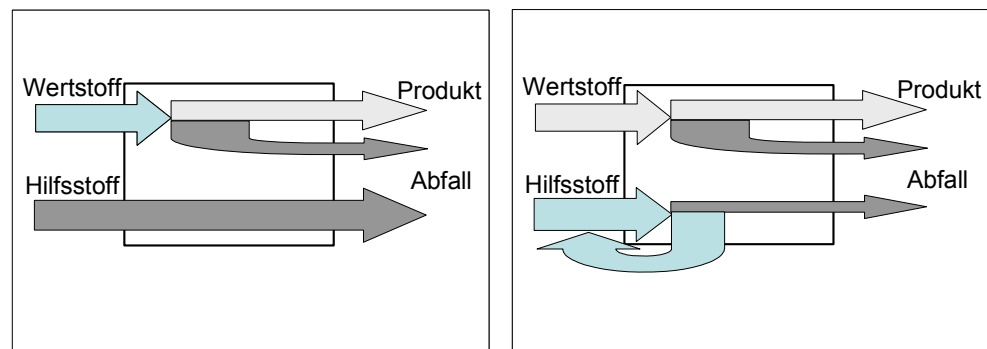 Wertstoff
Produkt
Hilfsstoff
Abfall
Wertstoff
Produkt
Hilfsstoff
Abfall